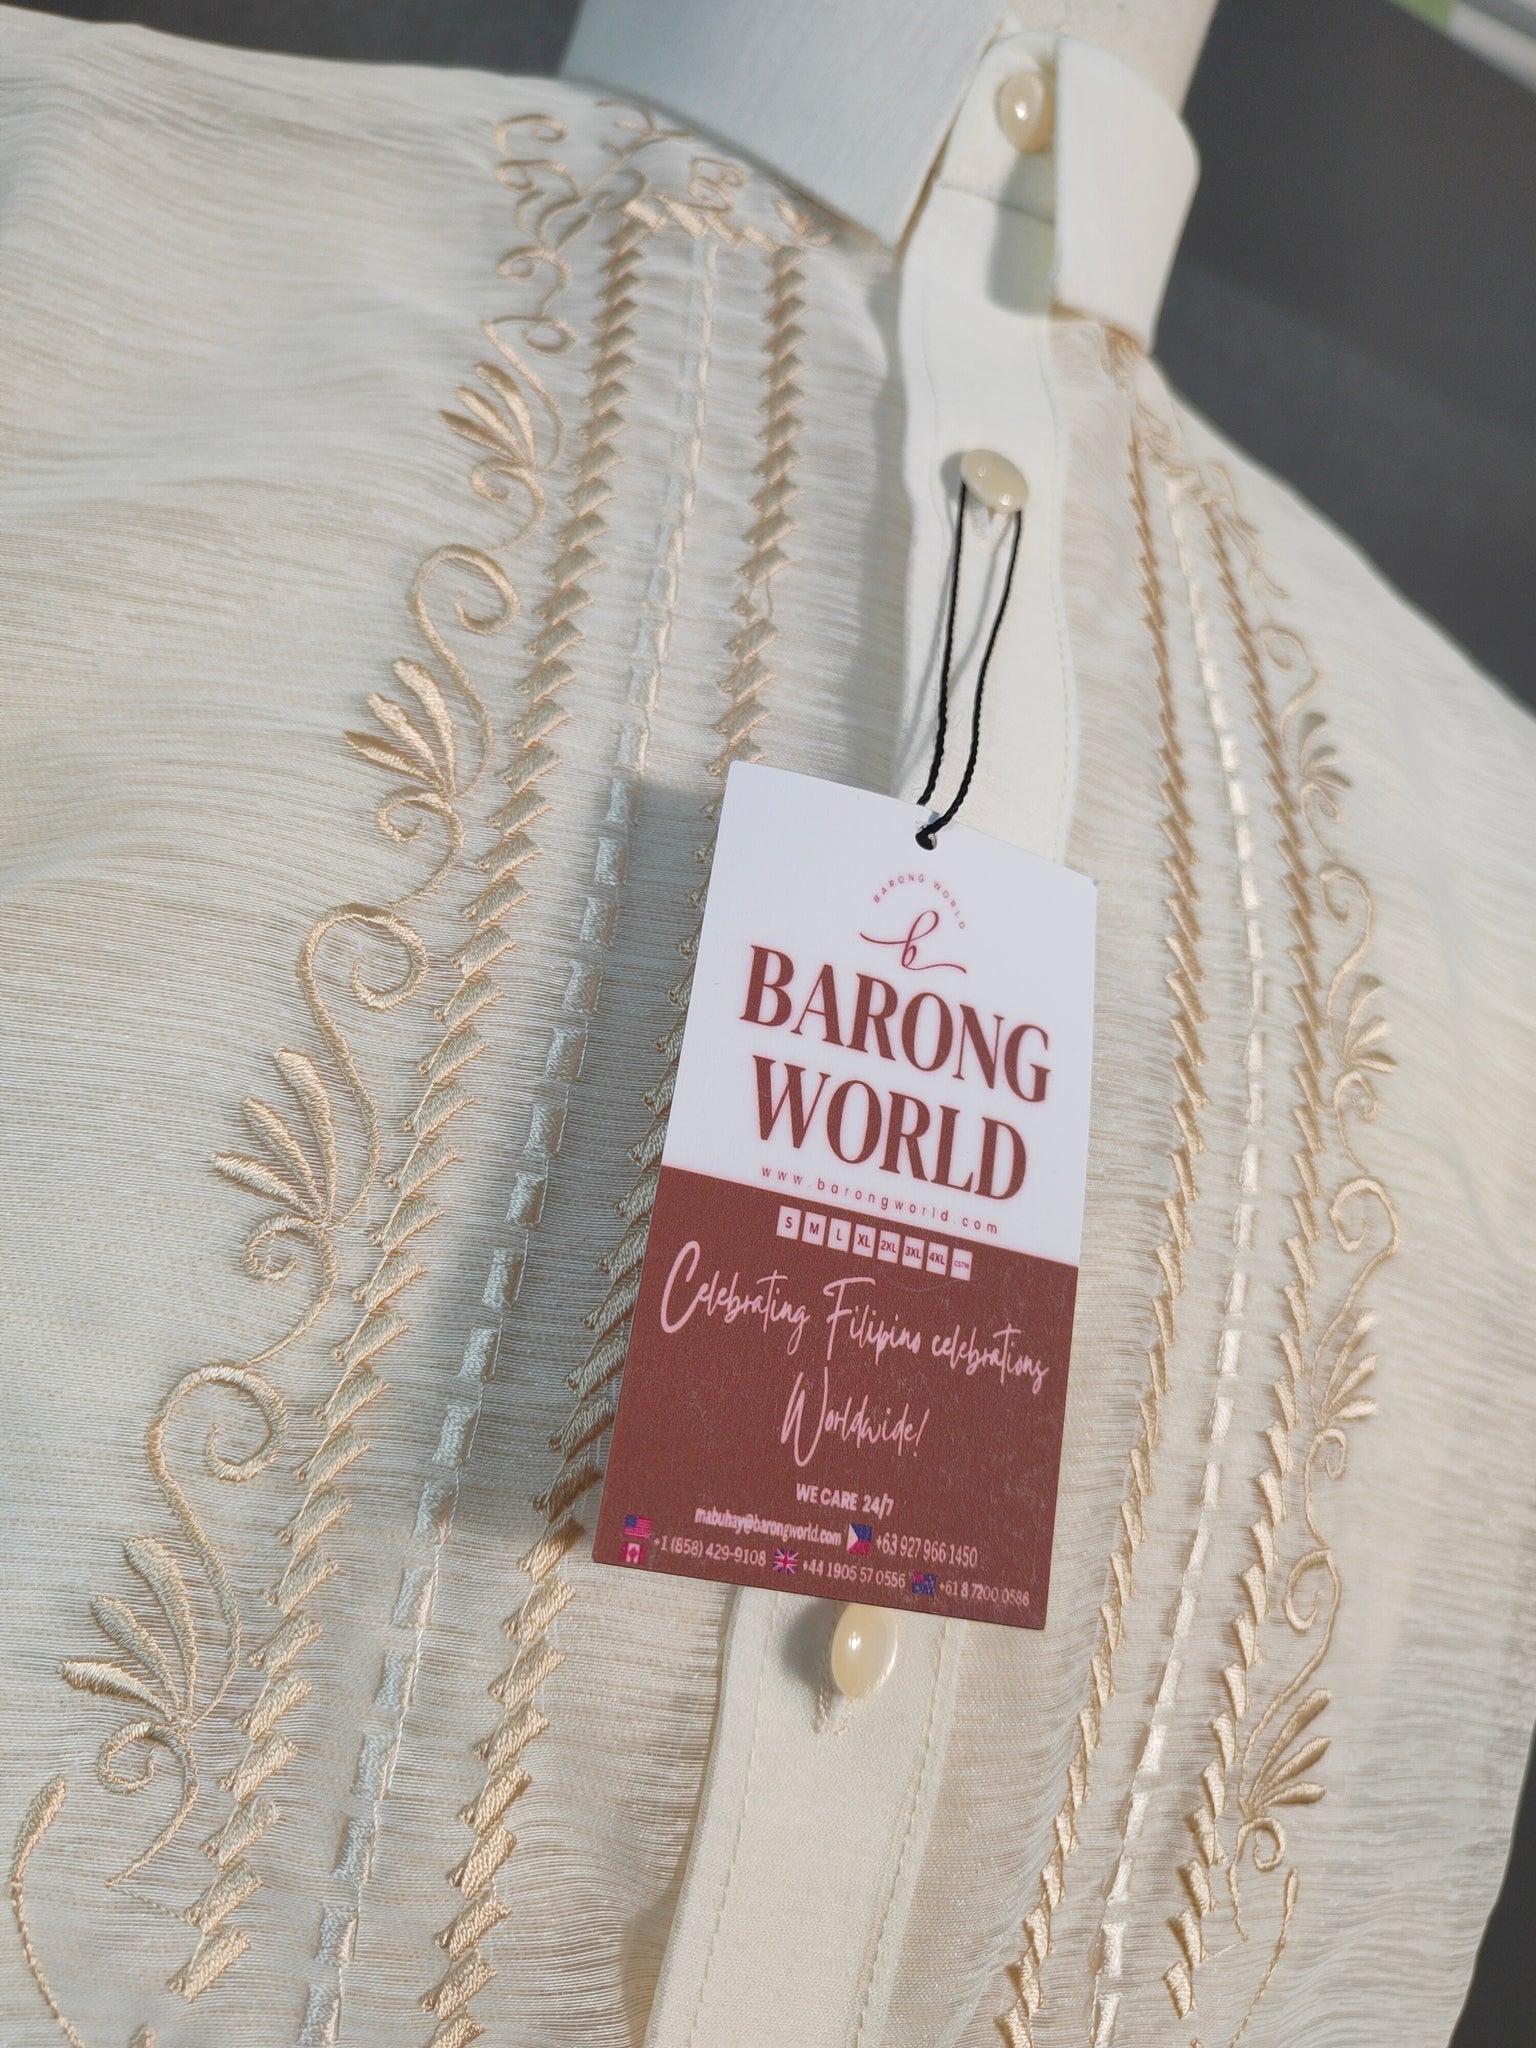 BARONG WORLD
b
BARONG
WORLD
www.barongworld.com
S M L XL 2XL 3XL 4XL CSTM
Celebrating Filipino celebrations
Worldwide!
WE CARE 24/7
mabuhay@barongworld.com +63 927 966 1450
+1 (858) 429-9108 +44 1905 57 0556 +61 8 7200 0586